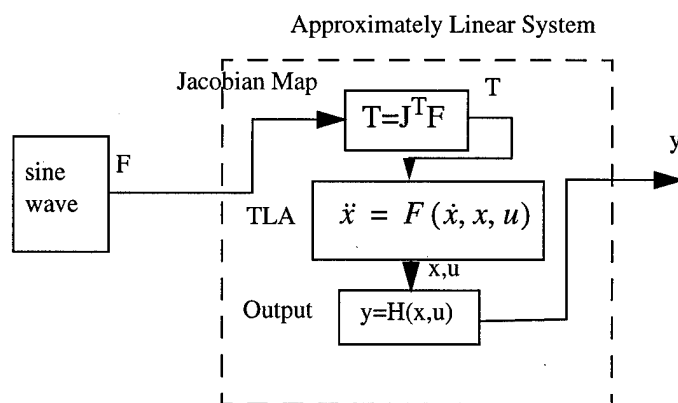 Approximately Linear System
Jacobian Map
T
T=J^T F
F
sine
wave
y
TLA
ẍ = F (ẋ, x, u)
x,u
Output
y=H(x,u)